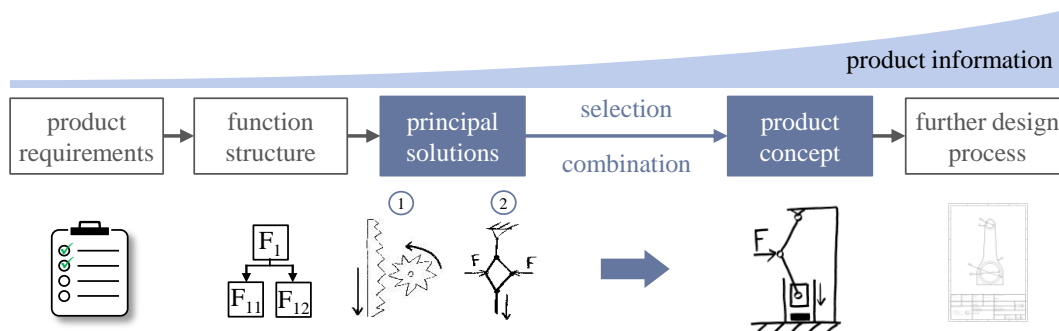 product information
product
requirements
function
structure
principal
solutions
selection
combination
product
concept
further design
process
1
2
F₁
F₁₁ F₁₂
F F
F